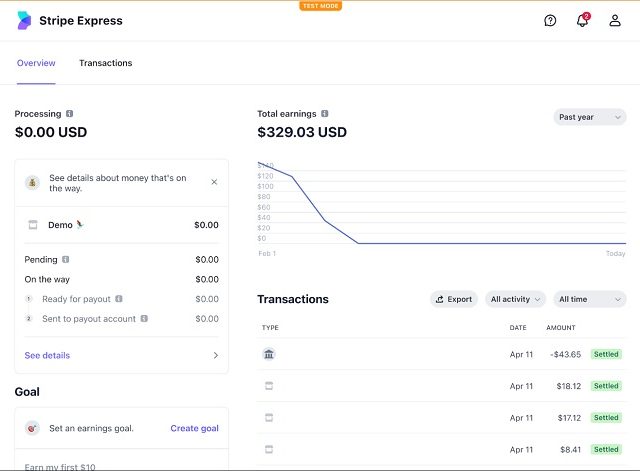 TEST MODE
Stripe Express
2
Overview
Transactions
Processing
$0.00 USD
See details about money that's on
the way.
Demo
$0.00
Pending
$0.00
On the way
$0.00
1 Ready for payout
$0.00
2 Sent to payout account
$0.00
See details
Goal
Set an earnings goal.
Create goal
Earn my first $10
Total earnings
$329.03 USD
Past year
$140
$120
$100
$80
$60
$40
$20
$0
Feb 1
Today
Transactions
Export
All activity
All time
TYPE DATE AMOUNT
Apr 11 -$43.65 Settled
Apr 11 $18.12 Settled
Apr 11 $17.12 Settled
Apr 11 $8.41 Settled